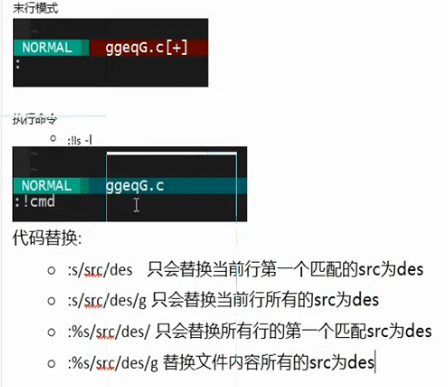 末行模式
NORMAL ggeqG.c[+]
:
执行命令
:!ls -l
NORMAL ggeqG.c
:!cmd
代码替换:
:s/src/des 只会替换当前行第一个匹配的src为des
:s/src/des/g 只会替换当前行所有的src为des
:%s/src/des/ 只会替换所有行的第一个匹配src为des
:%s/src/des/g 替换文件内容所有的src为des